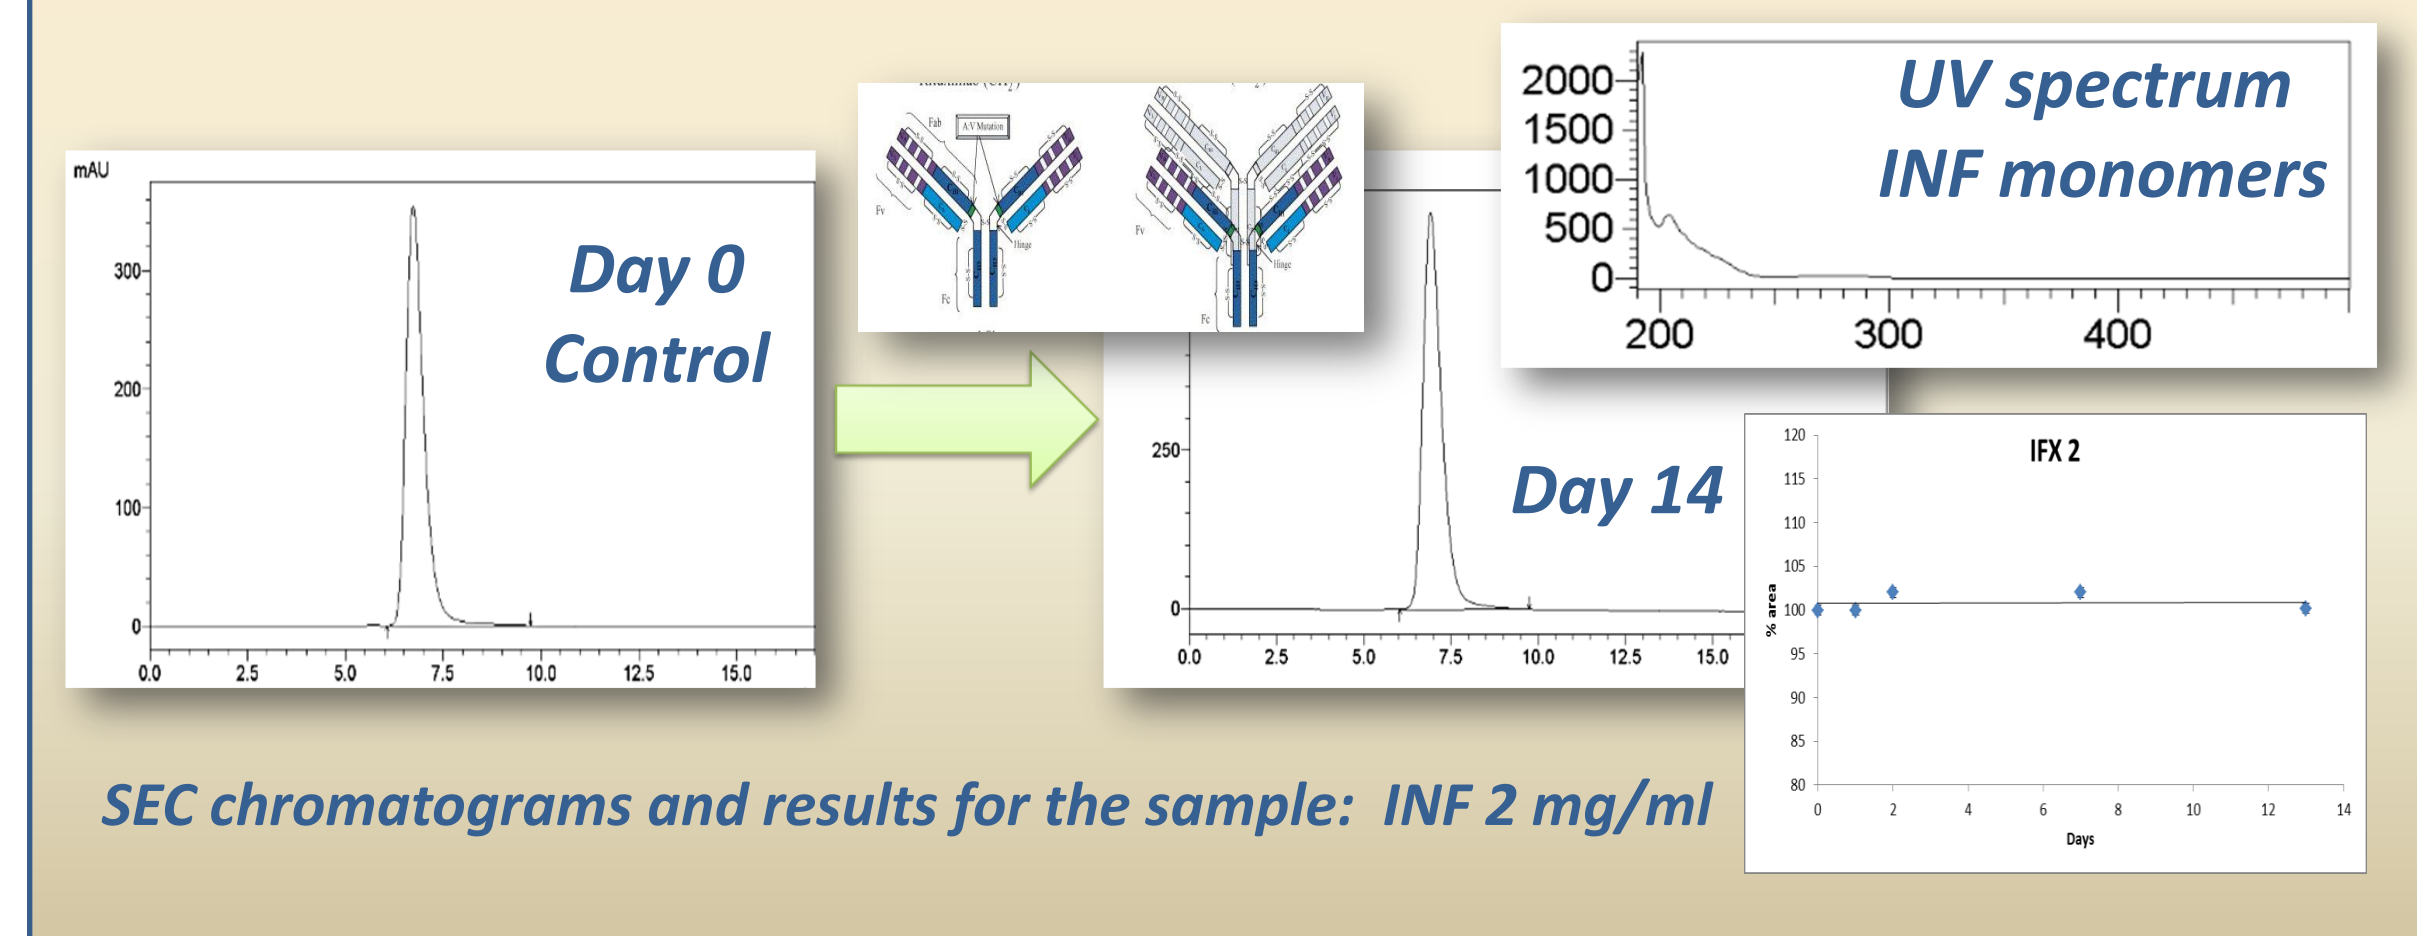 mAU
300
200
100
0
0.0 2.5 5.0 7.5 10.0 12.5 15.0
Day 0
Control
Fab
A:V Mutation
Fv
Hinge
Fc
Fv
Hinge
Fc
250
0
0.0 2.5 5.0 7.5 10.0 12.5 15.0
Day 14
2000
1500
1000
500
0
200 300 400
UV spectrum
INF monomers
IFX 2
120
115
110
105
100
95
90
85
80
% area
0 2 4 6 8 10 12 14
Days
SEC chromatograms and results for the sample: INF 2 mg/ml